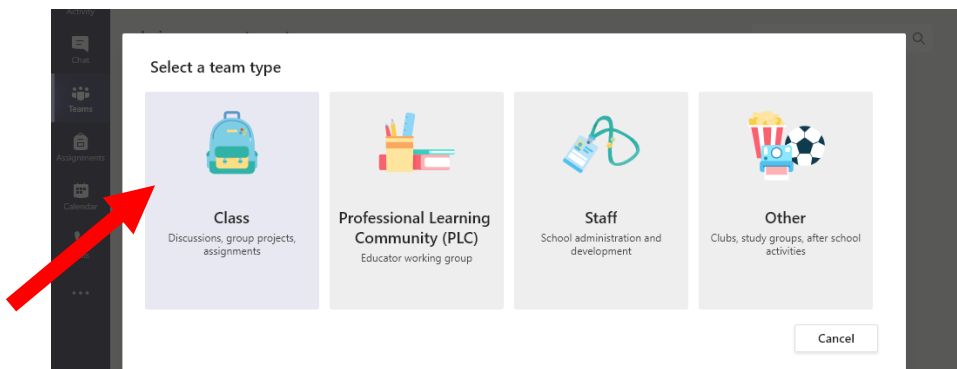 Activity
Chat
Teams
Assignments
Calendar
Select a team type
Class
Discussions, group projects,
assignments
Professional Learning
Community (PLC)
Educator working group
Staff
School administration and
development
Other
Clubs, study groups, after school
activities
Cancel